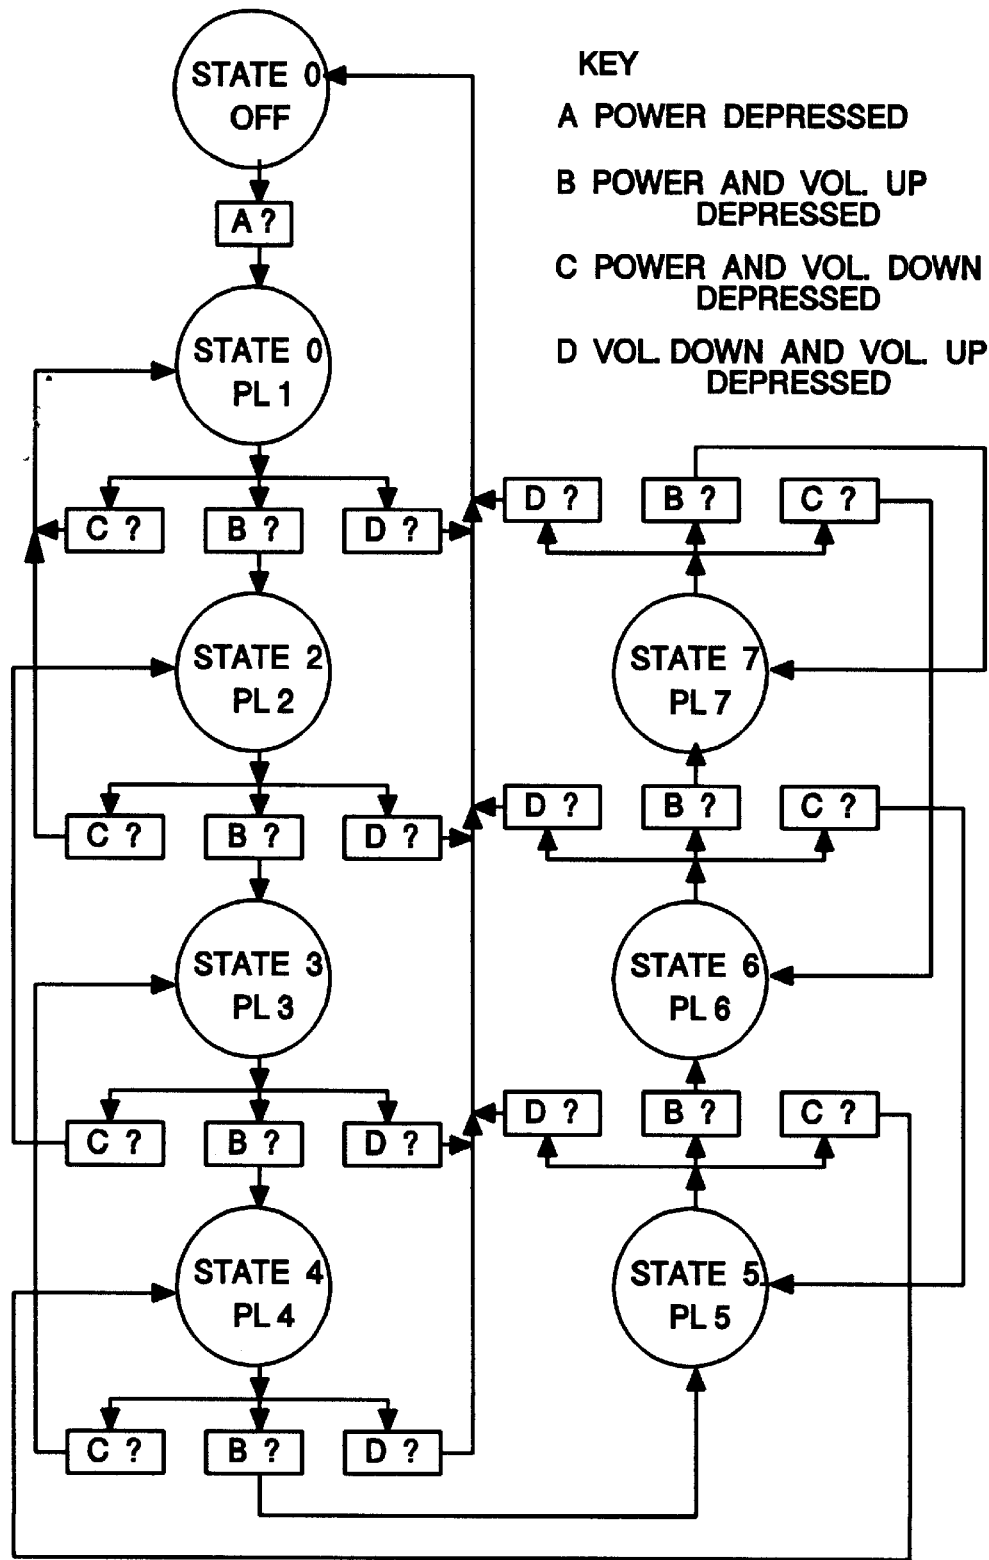 STATE 0
OFF
A ?
STATE 0
PL 1
C ?
B ?
D ?
STATE 2
PL 2
C ?
B ?
D ?
STATE 3
PL 3
C ?
B ?
D ?
STATE 4
PL 4
C ?
B ?
D ?
KEY
A POWER DEPRESSED
B POWER AND VOL. UP
DEPRESSED
C POWER AND VOL. DOWN
DEPRESSED
D VOL. DOWN AND VOL. UP
DEPRESSED
D ?
B ?
C ?
STATE 7
PL 7
D ?
B ?
C ?
STATE 6
PL 6
D ?
B ?
C ?
STATE 5
PL 5